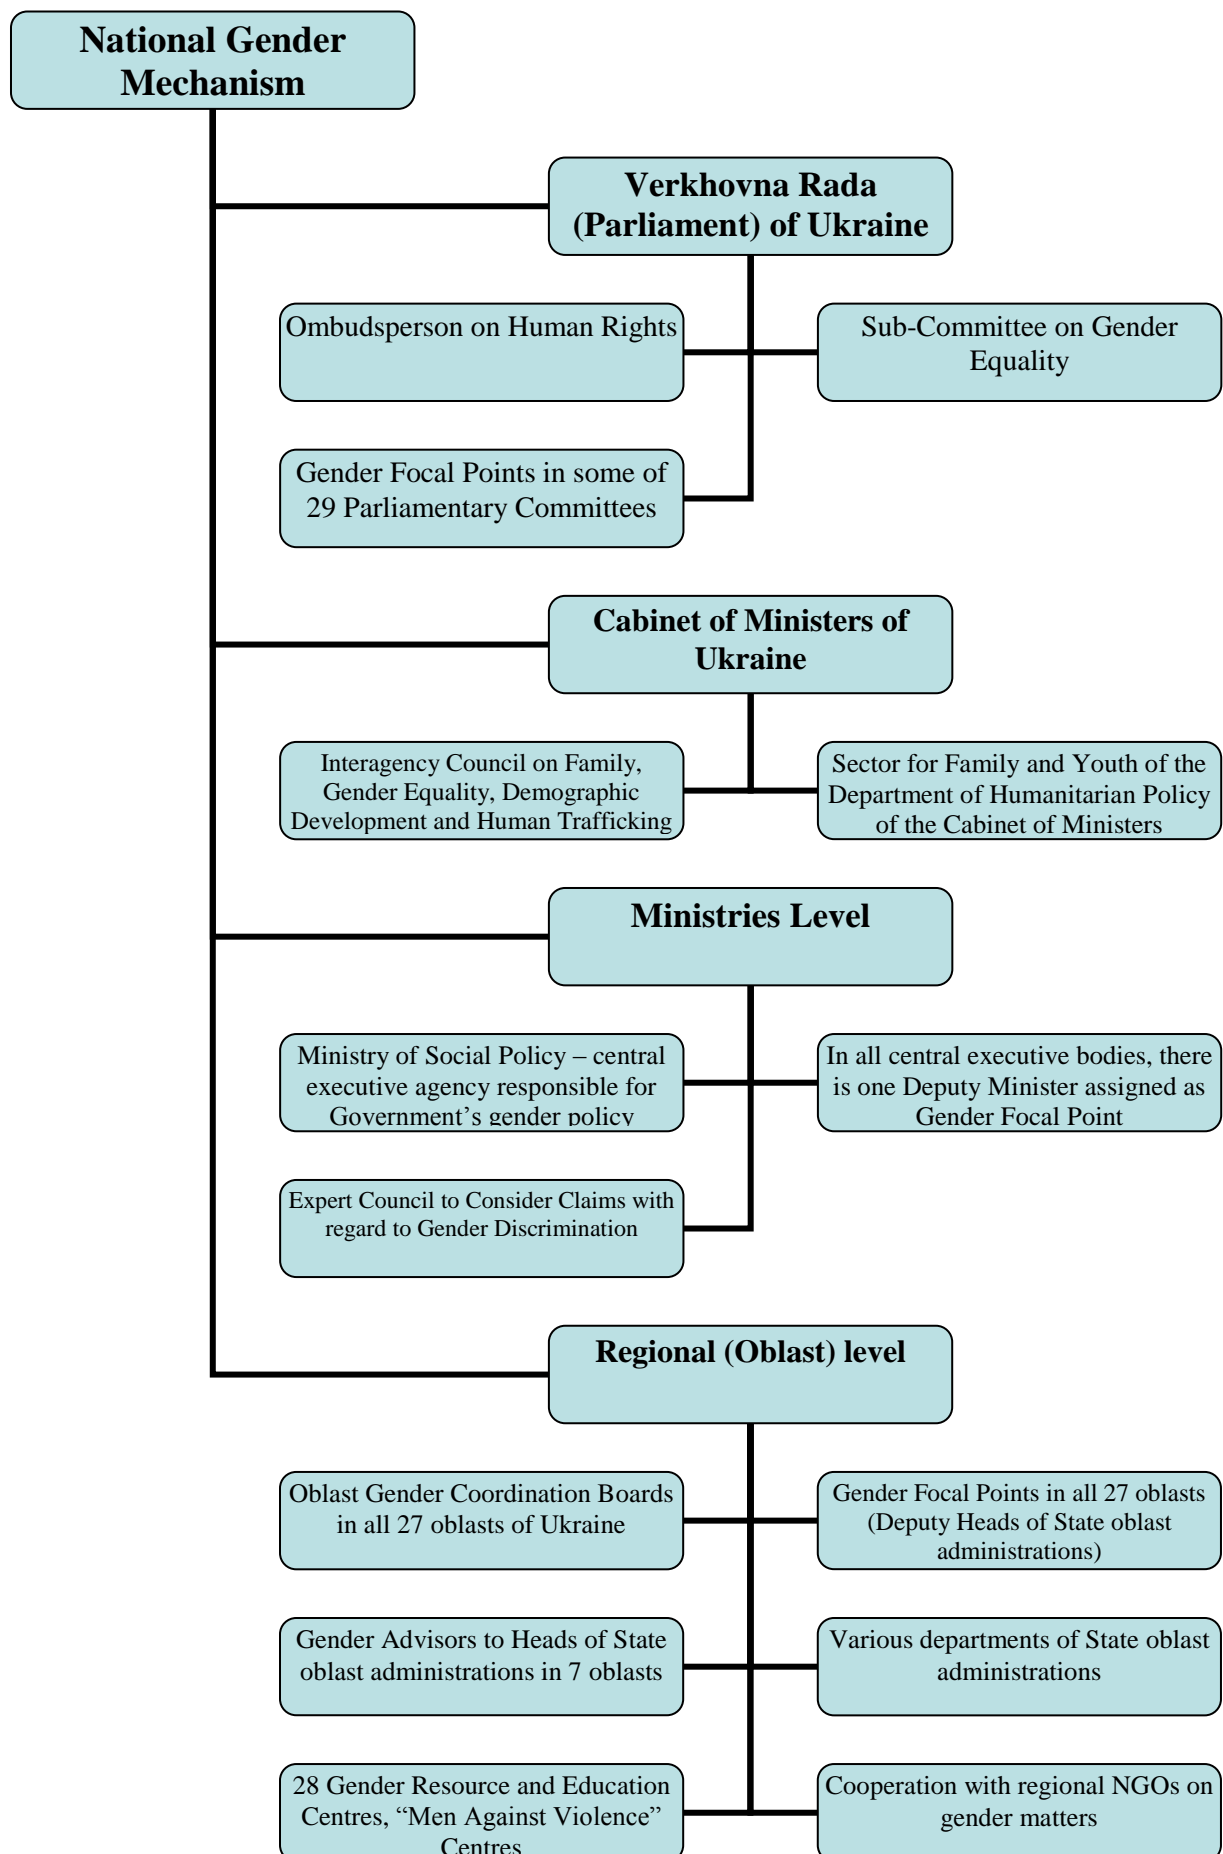 National Gender
Mechanism
Verkhovna Rada
(Parliament) of Ukraine
Ombudsperson on Human Rights
Sub-Committee on Gender
Equality
Gender Focal Points in some of
29 Parliamentary Committees
Cabinet of Ministers of
Ukraine
Interagency Council on Family,
Gender Equality, Demographic
Development and Human Trafficking
Sector for Family and Youth of the
Department of Humanitarian Policy
of the Cabinet of Ministers
Ministries Level
Ministry of Social Policy – central
executive agency responsible for
Government’s gender policy
In all central executive bodies, there
is one Deputy Minister assigned as
Gender Focal Point
Expert Council to Consider Claims with
regard to Gender Discrimination
Regional (Oblast) level
Oblast Gender Coordination Boards
in all 27 oblasts of Ukraine
Gender Focal Points in all 27 oblasts
(Deputy Heads of State oblast
administrations)
Gender Advisors to Heads of State
oblast administrations in 7 oblasts
Various departments of State oblast
administrations
28 Gender Resource and Education
Centres, “Men Against Violence”
Centres
Cooperation with regional NGOs on
gender matters